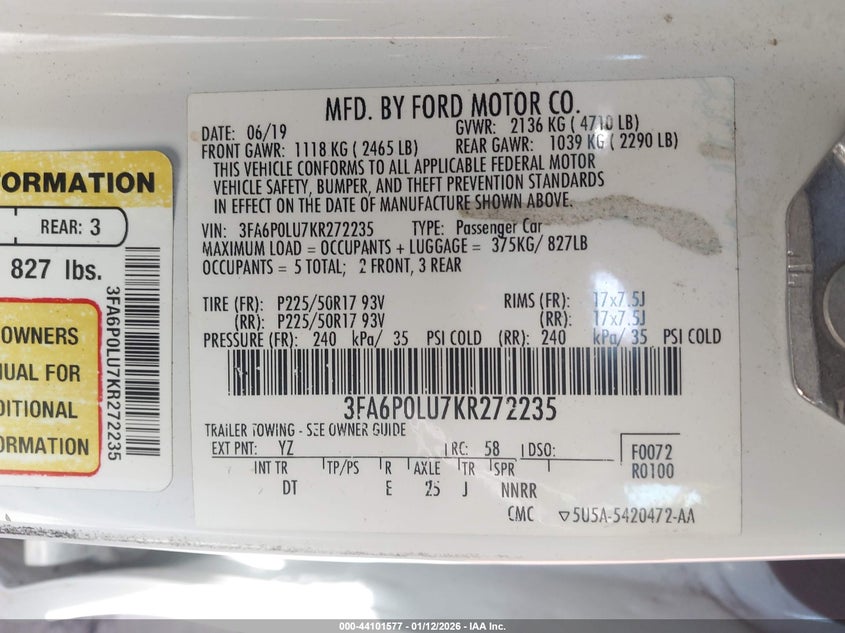 MFD. BY FORD MOTOR CO.
DATE: 06/19 GVWR: 2136 KG ( 4710 LB)
FRONT GAWR: 1118 KG ( 2465 LB) REAR GAWR: 1039 KG ( 2290 LB)
THIS VEHICLE CONFORMS TO ALL APPLICABLE FEDERAL MOTOR
VEHICLE SAFETY, BUMPER, AND THEFT PREVENTION STANDARDS
IN EFFECT ON THE DATE OF MANUFACTURE SHOWN ABOVE.
VIN: 3FA6P0LU7KR272235 TYPE: Passenger Car
MAXIMUM LOAD = OCCUPANTS + LUGGAGE = 375KG/ 827LB
OCCUPANTS = 5 TOTAL; 2 FRONT, 3 REAR
TIRE (FR): P225/50R17 93V RIMS (FR): 17x7.5J
(RR): P225/50R17 93V (RR): 17x7.5J
PRESSURE (FR): 240 kPa/ 35 PSI COLD (RR): 240 kPa/ 35 PSI COLD
3FA6P0LU7KR272235
TRAILER TOWING - SEE OWNER GUIDE
EXT PNT: YZ RC: 58 DSO: F0072
R0100
INT TR TP/PS R AXLE TR SPR
DT E 25 J NNRR
CMC ▽5U5A-5420472-AA
FORMATION
REAR: 3
827 lbs.
OWNERS
NUAL FOR
DITIONAL
FORMATION
3FA6P0LU7KR272235
000-44101577 - 01/12/2026 - IAA Inc.